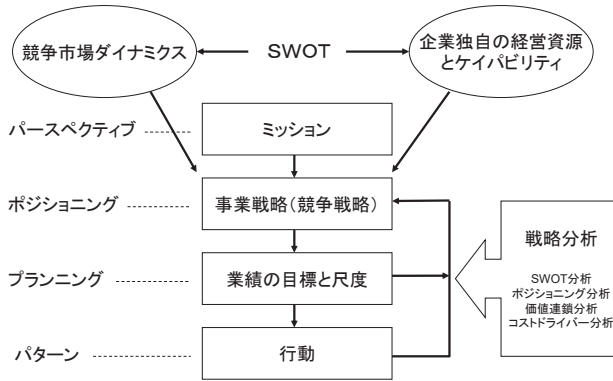 競争市場ダイナミクス
SWOT
企業独自の経営資源
とケイパビリティ
パースペクティブ
ミッション
ポジショニング
事業戦略(競争戦略)
プランニング
業績の目標と尺度
パターン
行動
戦略分析
SWOT分析
ポジショニング分析
価値連鎖分析
コストドライバー分析